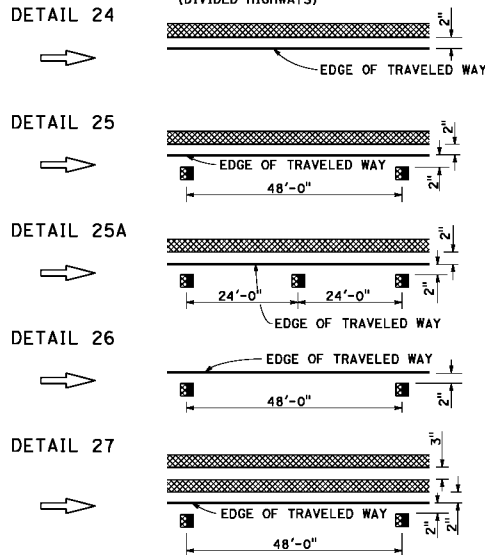 (DIVIDED HIGHWAYS)
DETAIL 24
2"
EDGE OF TRAVELED WAY
DETAIL 25
2"
EDGE OF TRAVELED WAY
2"
48'-0"
DETAIL 25A
2"
2"
24'-0" 24'-0"
EDGE OF TRAVELED WAY
DETAIL 26
EDGE OF TRAVELED WAY
2"
48'-0"
DETAIL 27
3"
EDGE OF TRAVELED WAY
2" 2"
48'-0"